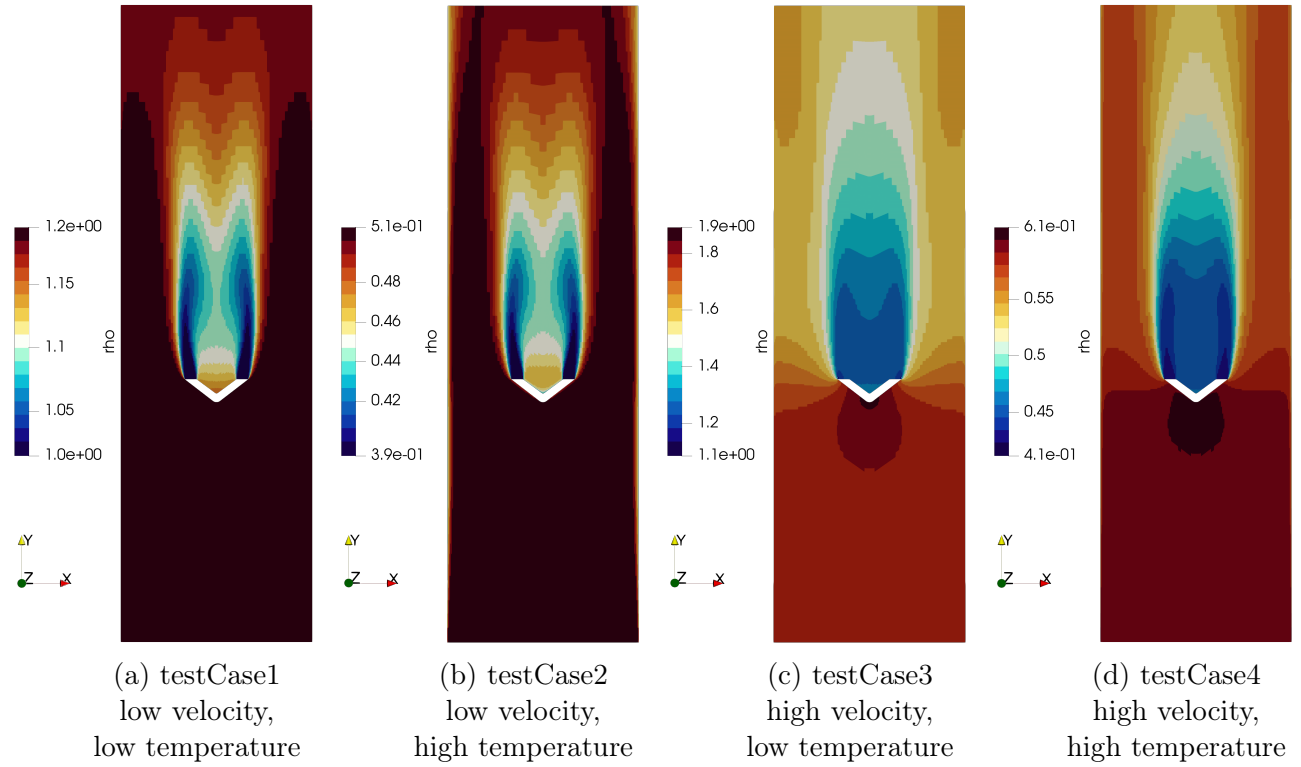 1.2e+00
1.15
1.1
1.05
1.0e+00
rho
Y
Z
X
(a) testCase1
low velocity,
low temperature
5.1e-01
0.48
0.46
0.44
0.42
3.9e-01
rho
Y
Z
X
(b) testCase2
low velocity,
high temperature
1.9e+00
1.8
1.6
1.4
1.2
1.1e+00
rho
Y
Z
X
(c) testCase3
high velocity,
low temperature
6.1e-01
0.55
0.5
0.45
4.1e-01
rho
Y
Z
X
(d) testCase4
high velocity,
high temperature